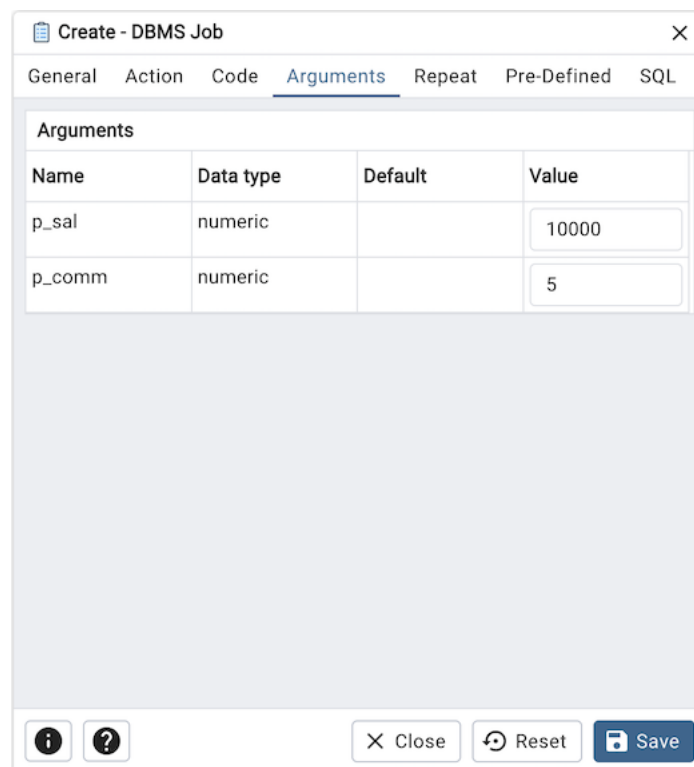 Create - DBMS Job
General Action Code Arguments Repeat Pre-Defined SQL
Arguments
Name Data type Default Value
p_sal numeric 10000
p_comm numeric 5
Close Reset Save